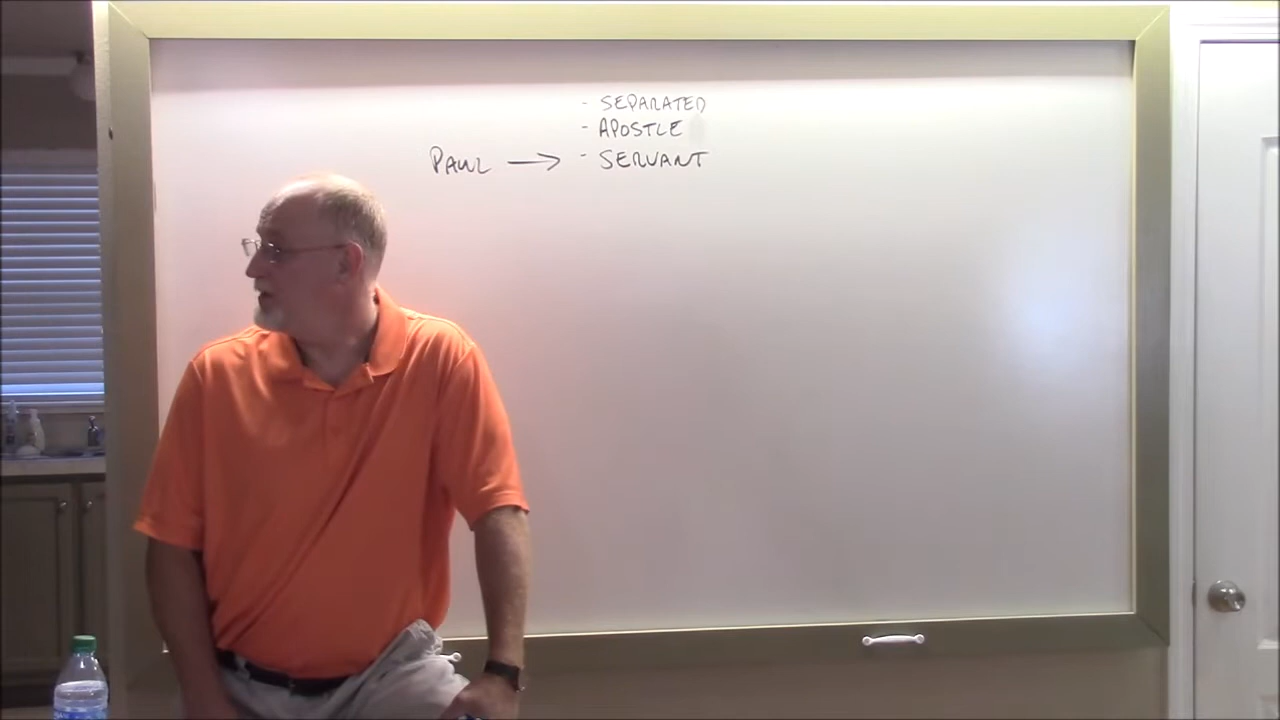 - SEPARATED
- APOSTLE
PAUL → - SERVANT